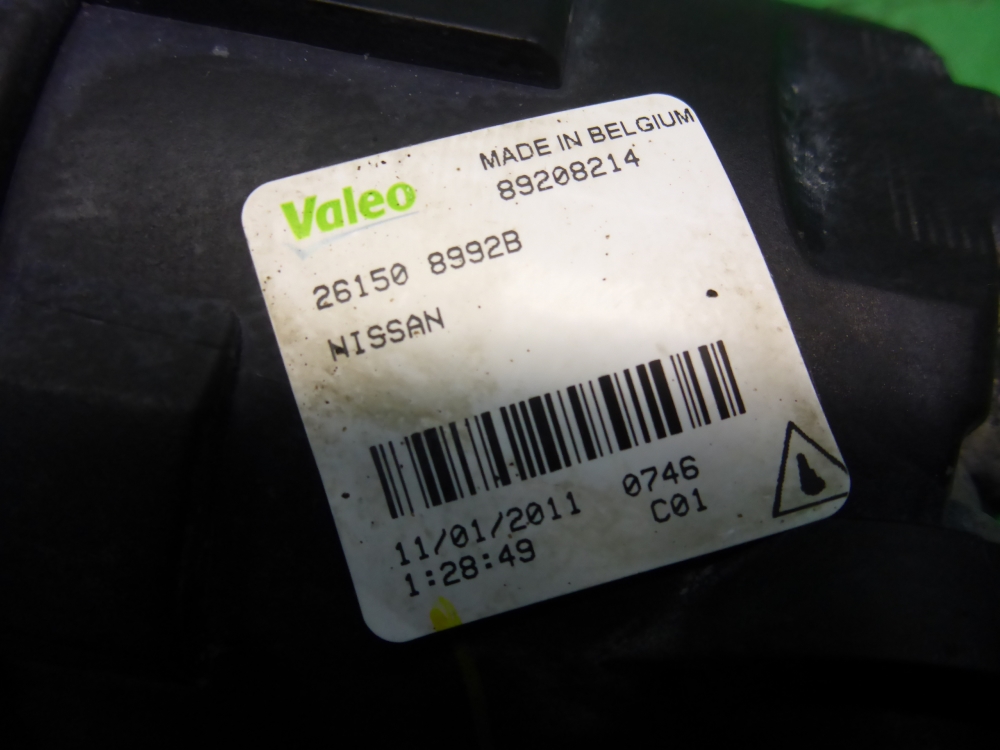 MADE IN BELGIUM
Valeo 89208214
26150 8992B
NISSAN
11/01/2011 0746
1:28:49 C01